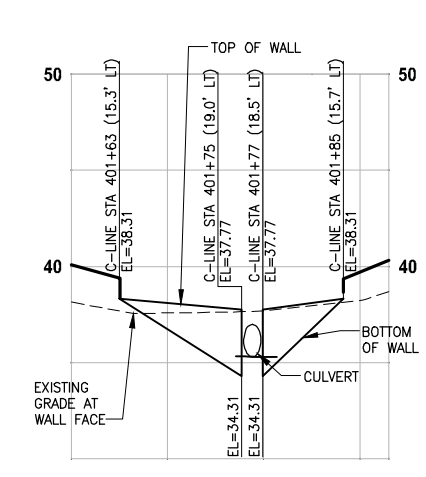 TOP OF WALL
50
50
C-LINE STA 401+63 (15.3' LT)
EL=38.31
C-LINE STA 401+75 (19.0' LT)
EL=37.77
C-LINE STA 401+77 (18.5' LT)
EL=37.77
C-LINE STA 401+85 (15.7' LT)
EL=38.31
40
40
BOTTOM
OF WALL
CULVERT
EXISTING
GRADE AT
WALL FACE
EL=34.31
EL=34.31